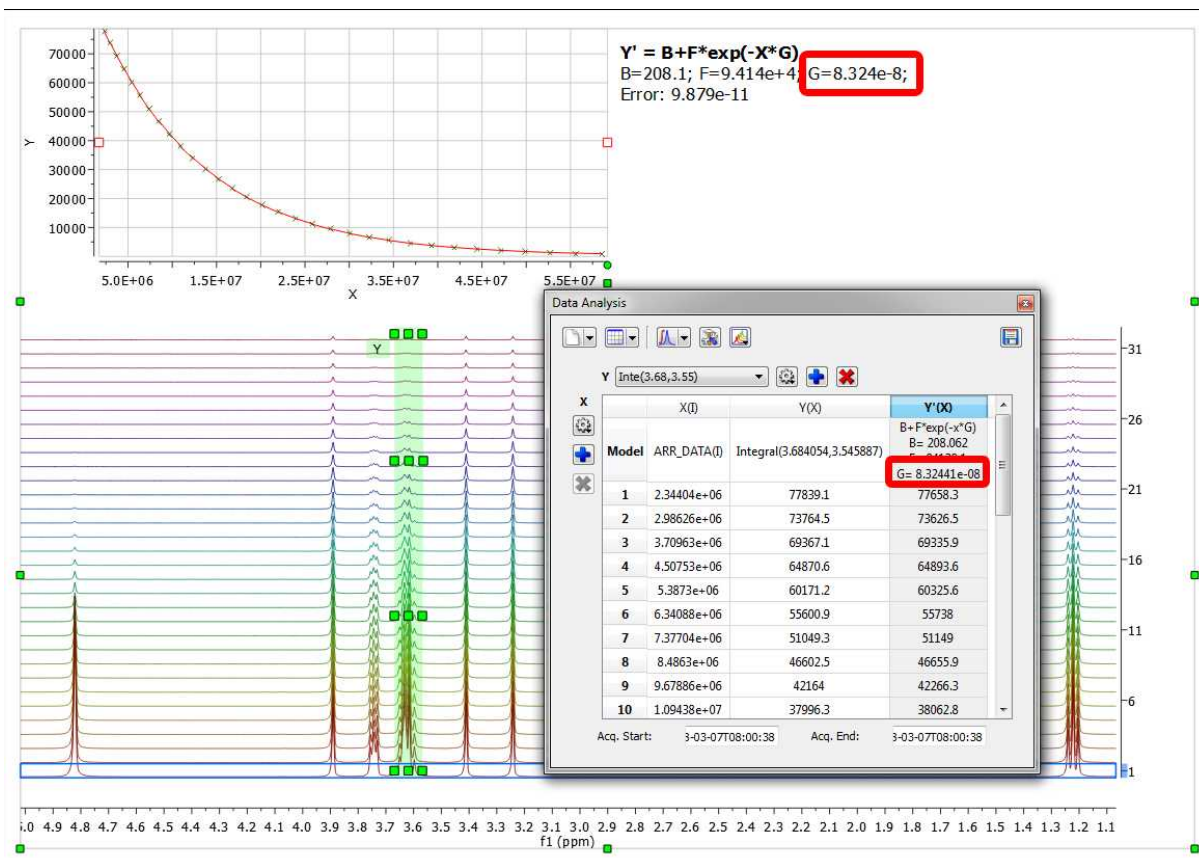 70000
60000
50000
40000
30000
20000
10000
Y
5.0E+06 1.5E+07 2.5E+07 3.5E+07 4.5E+07 5.5E+07
X
Y' = B+F*exp(-X*G)
B=208.1; F=9.414e+4; G=8.324e-8;
Error: 9.879e-11
Data Analysis
Y Inte(3.68,3.55)
X
X(I) Y(X) Y'(X)
Model ARR_DATA(I) Integral(3.684054,3.545887) B+F*exp(-x*G)
B= 208.062
G= 8.32441e-08
1 2.34404e+06 77839.1 77658.3
2 2.98626e+06 73764.5 73626.5
3 3.70963e+06 69367.1 69335.9
4 4.50753e+06 64870.6 64893.6
5 5.3873e+06 60171.2 60325.6
6 6.34088e+06 55600.9 55738
7 7.37704e+06 51049.3 51149
8 8.4863e+06 46602.5 46655.9
9 9.67886e+06 42164 42266.3
10 1.09438e+07 37996.3 38062.8
Acq. Start: 3-03-07T08:00:38 Acq. End: 3-03-07T08:00:38
Y
31
26
21
16
11
6
1
5.0 4.9 4.8 4.7 4.6 4.5 4.4 4.3 4.2 4.1 4.0 3.9 3.8 3.7 3.6 3.5 3.4 3.3 3.2 3.1 3.0 2.9 2.8 2.7 2.6 2.5 2.4 2.3 2.2 2.1 2.0 1.9 1.8 1.7 1.6 1.5 1.4 1.3 1.2 1.1
f1 (ppm)